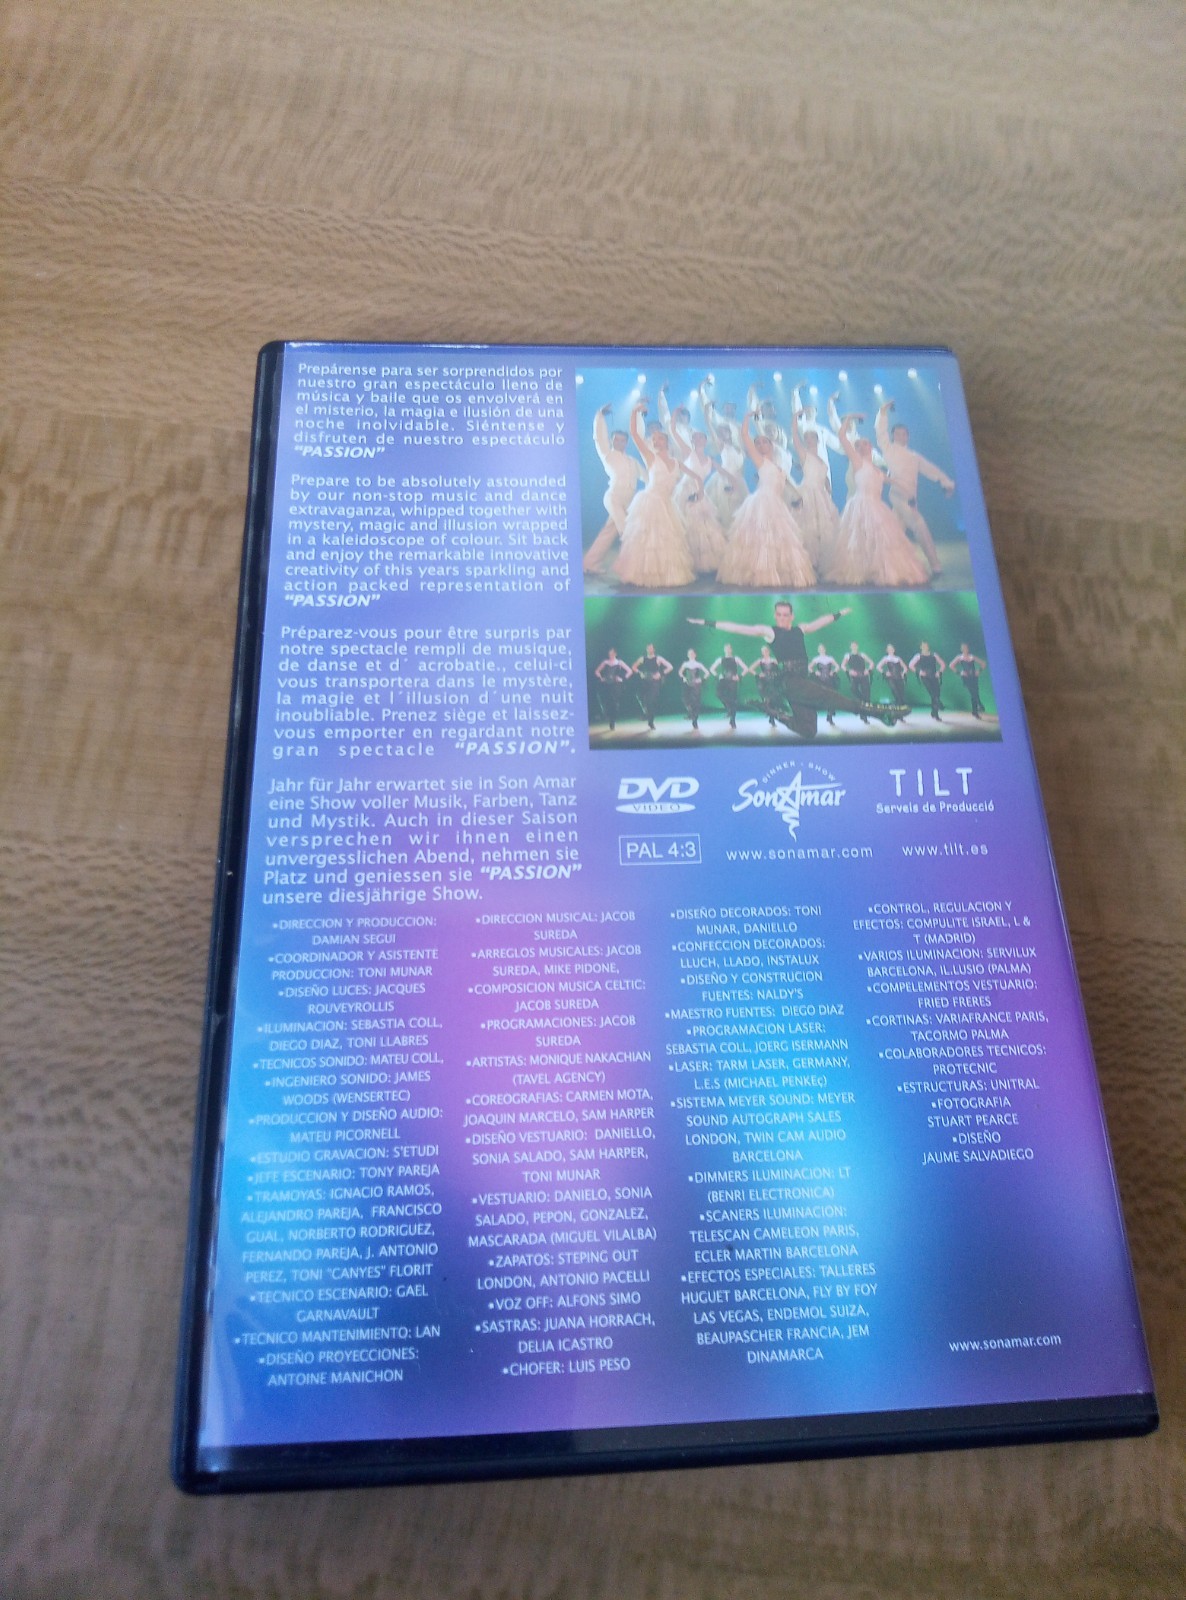 Prepárense para ser sorprendidos por
nuestro gran espectáculo lleno de
música y baile que os envolverá en
el misterio, la magia e ilusión de una
noche inolvidable. Siéntense y
disfruten de nuestro espectáculo
“PASSION”
Prepare to be absolutely astounded
by our non-stop music and dance
extravaganza, whipped together with
mystery, magic and illusion wrapped
in a kaleidoscope of colour. Sit back
and enjoy the remarkable innovative
creativity of this years sparkling and
action packed representation of
“PASSION”
Préparez-vous pour être surpris par
notre spectacle rempli de musique,
de danse et d´ acrobatie., celui-ci
vous transportera dans le mystère,
la magie et l´illusion d´une nuit
inoubliable. Prenez siège et laissez-
vous emporter en regardant notre
gran spectacle “PASSION”.
Jahr für Jahr erwartet sie in Son Amar
eine Show voller Musik, Farben, Tanz
und Mystik. Auch in dieser Saison
versprechen wir ihnen einen
unvergesslichen Abend, nehmen sie
Platz und geniessen sie “PASSION”
unsere diesjährige Show.
DVD
VIDEO
PAL 4:3
DINNER - SHOW
SonAmar
www.sonamar.com
TILT
Serveis de Producció
www.tilt.es
•DIRECCION Y PRODUCCION:
DAMIAN SEGUI
•COORDINADOR Y ASISTENTE
PRODUCCION: TONI MUNAR
•DISEÑO LUCES: JACQUES
ROUVEYROLLIS
•ILUMINACION: SEBASTIA COLL,
DIEGO DIAZ, TONI LLABRES
•TECNICOS SONIDO: MATEU COLL,
•INGENIERO SONIDO: JAMES
WOODS (WENSERTEC)
•PRODUCCION Y DISEÑO AUDIO:
MATEU PICORNELL
•ESTUDIO GRAVACION: S'ETUDI
•JEFE ESCENARIO: TONY PAREJA
•TRAMOYAS: IGNACIO RAMOS,
ALEJANDRO PAREJA, FRANCISCO
GUAL, NORBERTO RODRIGUEZ,
FERNANDO PAREJA, J. ANTONIO
PEREZ, TONI "CANYES" FLORIT
•TECNICO ESCENARIO: GAEL
GARNAVAULT
•TECNICO MANTENIMIENTO: LAN
•DISEÑO PROYECCIONES:
ANTOINE MANICHON
•DIRECCION MUSICAL: JACOB
SUREDA
•ARREGLOS MUSICALES: JACOB
SUREDA, MIKE PIDONE,
•COMPOSICION MUSICA CELTIC:
JACOB SUREDA
•PROGRAMACIONES: JACOB
SUREDA
•ARTISTAS: MONIQUE NAKACHIAN
(TAVEL AGENCY)
•COREOGRAFIAS: CARMEN MOTA,
JOAQUIN MARCELO, SAM HARPER
•DISEÑO VESTUARIO: DANIELLO,
SONIA SALADO, SAM HARPER,
TONI MUNAR
•VESTUARIO: DANIELO, SONIA
SALADO, PEPON, GONZALEZ,
MASCARADA (MIGUEL VILALBA)
•ZAPATOS: STEPING OUT
LONDON, ANTONIO PACELLI
•VOZ OFF: ALFONS SIMO
•SASTRAS: JUANA HORRACH,
DELIA ICASTRO
•CHOFER: LUIS PESO
•DISEÑO DECORADOS: TONI
MUNAR, DANIELLO
•CONFECCION DECORADOS:
LLUCH, LLADO, INSTALUX
•DISEÑO Y CONSTRUCION
FUENTES: NALDY'S
•MAESTRO FUENTES: DIEGO DIAZ
•PROGRAMACION LASER:
SEBASTIA COLL, JOERG ISERMANN
•LASER: TARM LASER, GERMANY,
L.E.S (MICHAEL PENKEç)
•SISTEMA MEYER SOUND: MEYER
SOUND AUTOGRAPH SALES
LONDON, TWIN CAM AUDIO
BARCELONA
•DIMMERS ILUMINACION: LT
(BENRI ELECTRONICA)
•SCANERS ILUMINACION:
TELESCAN CAMELEON PARIS,
ECLER MARTIN BARCELONA
•EFECTOS ESPECIALES: TALLERES
HUGUET BARCELONA, FLY BY FOY
LAS VEGAS, ENDEMOL SUIZA,
BEAUPASCHER FRANCIA, JEM
DINAMARCA
•CONTROL, REGULACION Y
EFECTOS: COMPULITE ISRAEL, L &
T (MADRID)
•VARIOS ILUMINACION: SERVILUX
BARCELONA, IL.LUSIO (PALMA)
•COMPELEMENTOS VESTUARIO:
FRIED FRERES
•CORTINAS: VARIAFRANCE PARIS,
TACORMO PALMA
•COLABORADORES TECNICOS:
PROTECNIC
•ESTRUCTURAS: UNITRAL
•FOTOGRAFIA
STUART PEARCE
•DISEÑO
JAUME SALVADIEGO
www.sonamar.com